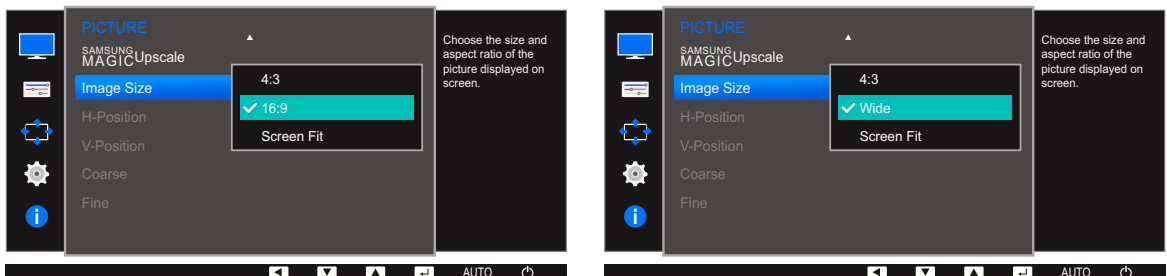 PICTURE
SAMSUNG
MAGICUpscale
Image Size
H-Position
V-Position
Coarse
Fine
4:3
16:9
Screen Fit
Choose the size and
aspect ratio of the
picture displayed on
screen.
AUTO
PICTURE
SAMSUNG
MAGICUpscale
Image Size
H-Position
V-Position
Coarse
Fine
4:3
Wide
Screen Fit
Choose the size and
aspect ratio of the
picture displayed on
screen.
AUTO